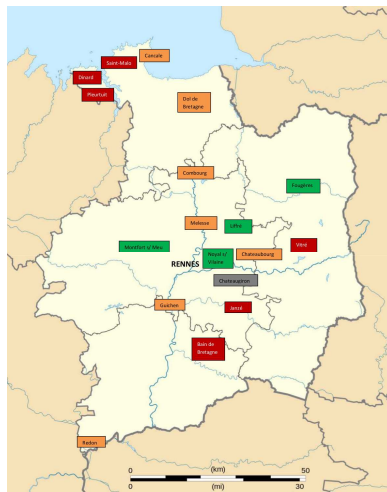 Cancale
Saint-Malo
Dinard
Pleurtuit
Dol de
Bretagne
Combourg
Fougères
Melesse
Liffré
Vitré
Montfort s/ Meu
Noyal s/
Vilaine
Chateaubourg
RENNES
Chateaugiron
Guichen
Janzé
Bain de
Bretagne
Redon
(km)
0 50
0 30
(mi)